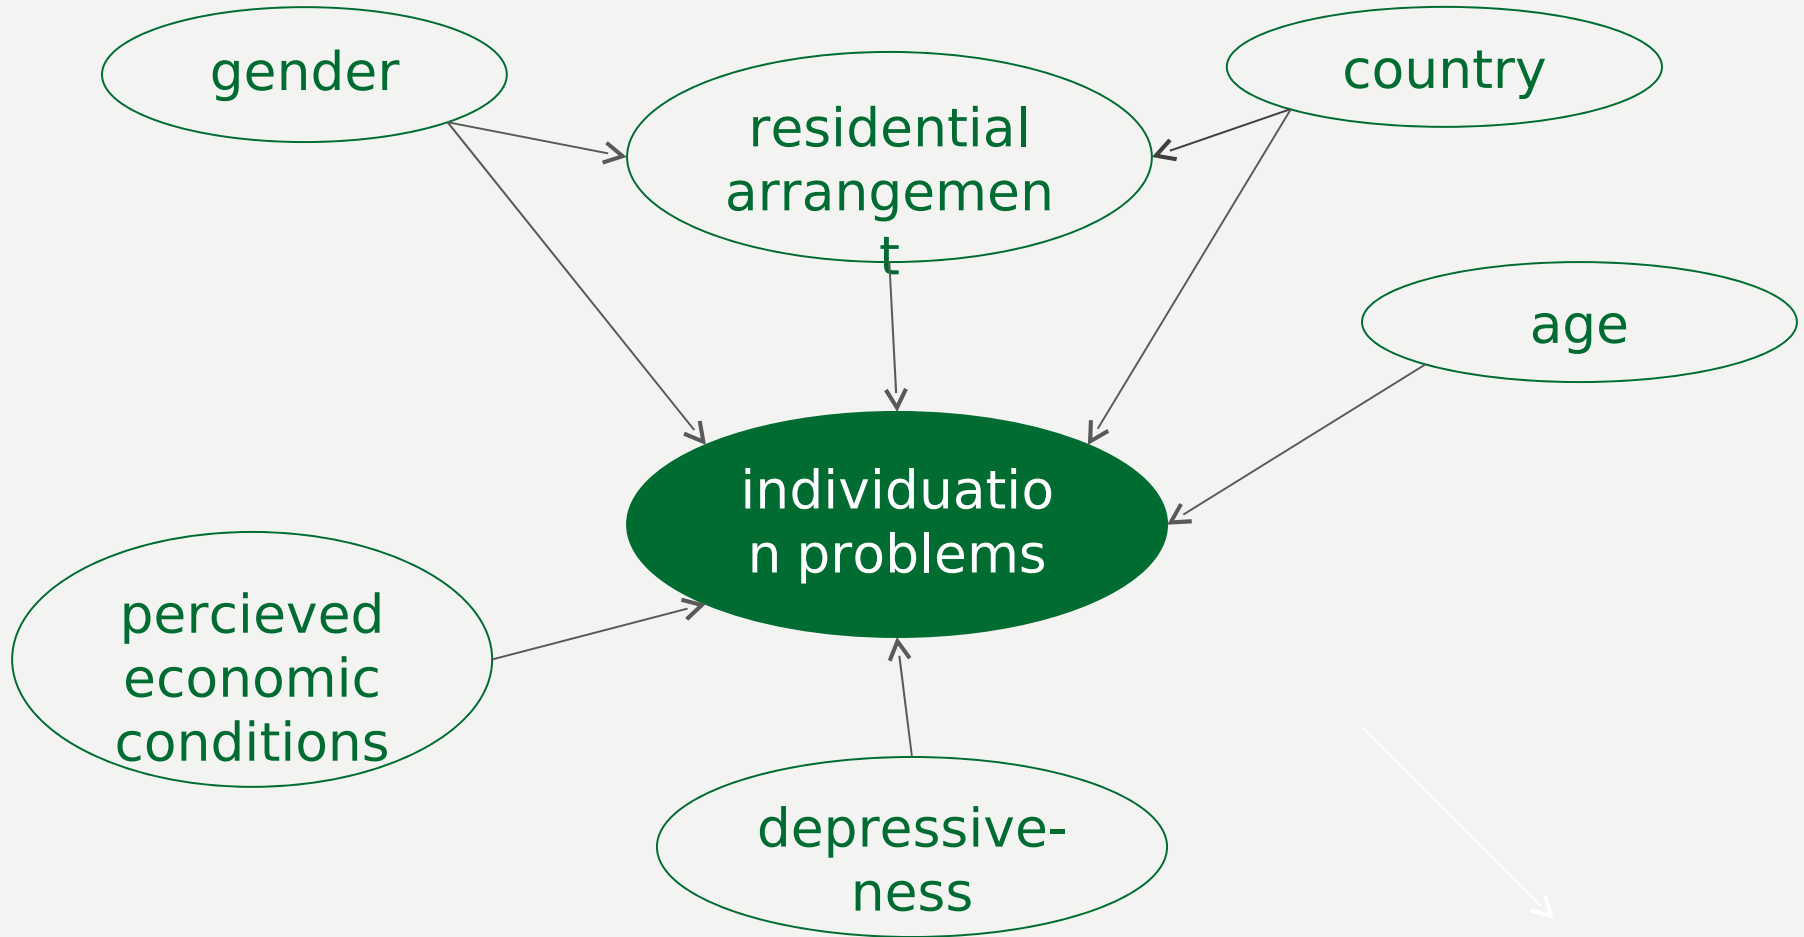 gender
country
residential
arrangemen
t
age
individuatio
n problems
percieved
economic
conditions
depressive-
ness